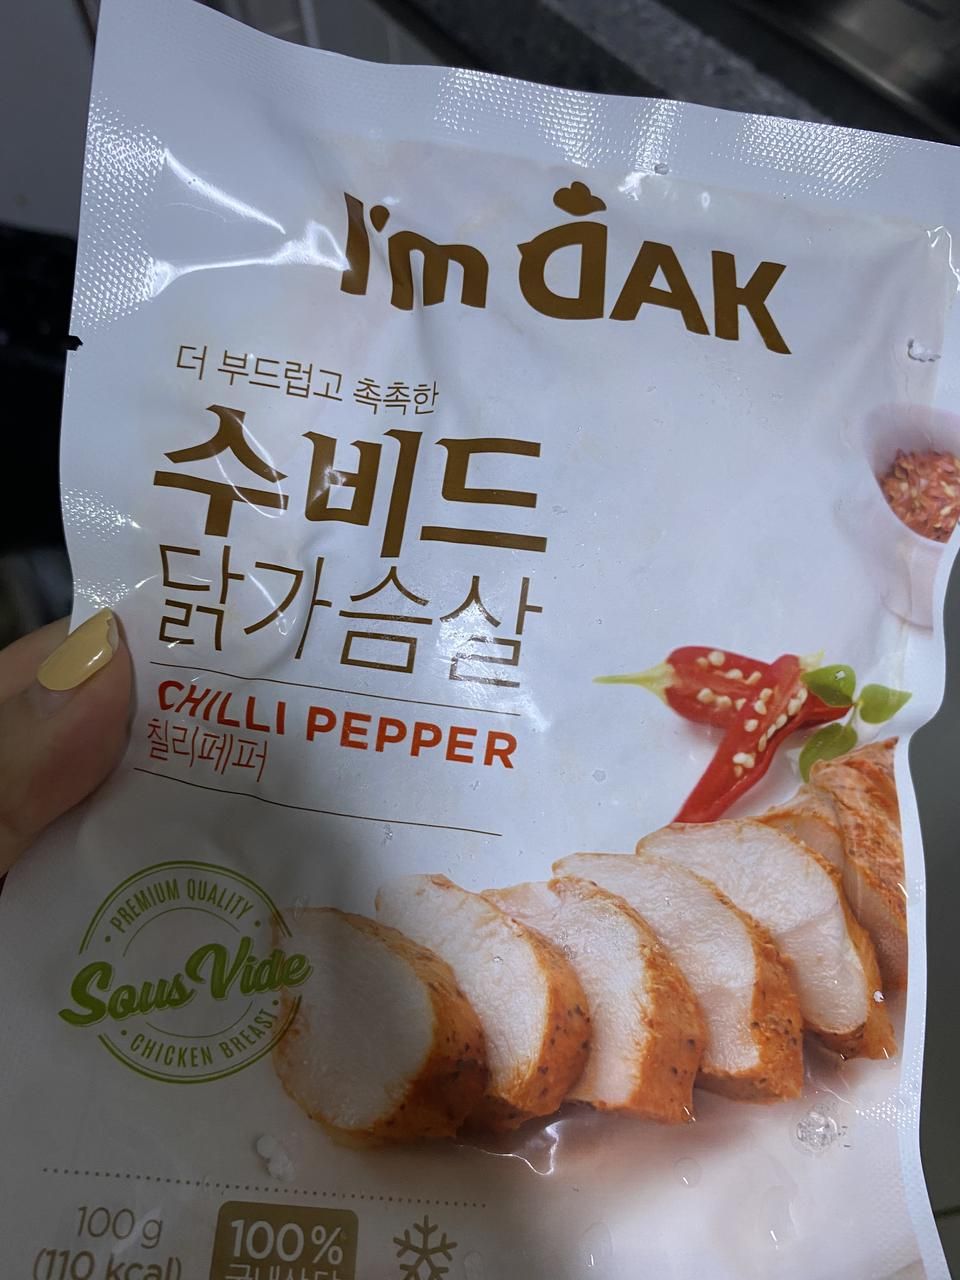 I'm DAK
더 부드럽고 촉촉한
수비드
닭가슴살
CHILLI PEPPER
칠리페퍼
PREMIUM QUALITY
Sous Vide
CHICKEN BREAST
100 g
(110 kcal)
100%